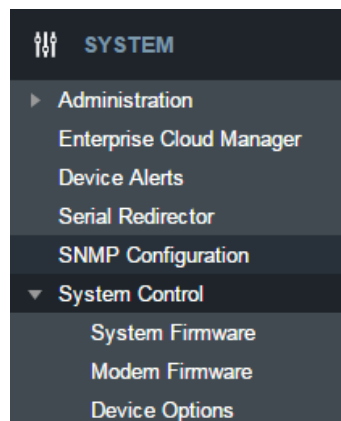 SYSTEM
Administration
Enterprise Cloud Manager
Device Alerts
Serial Redirector
SNMP Configuration
System Control
System Firmware
Modem Firmware
Device Options